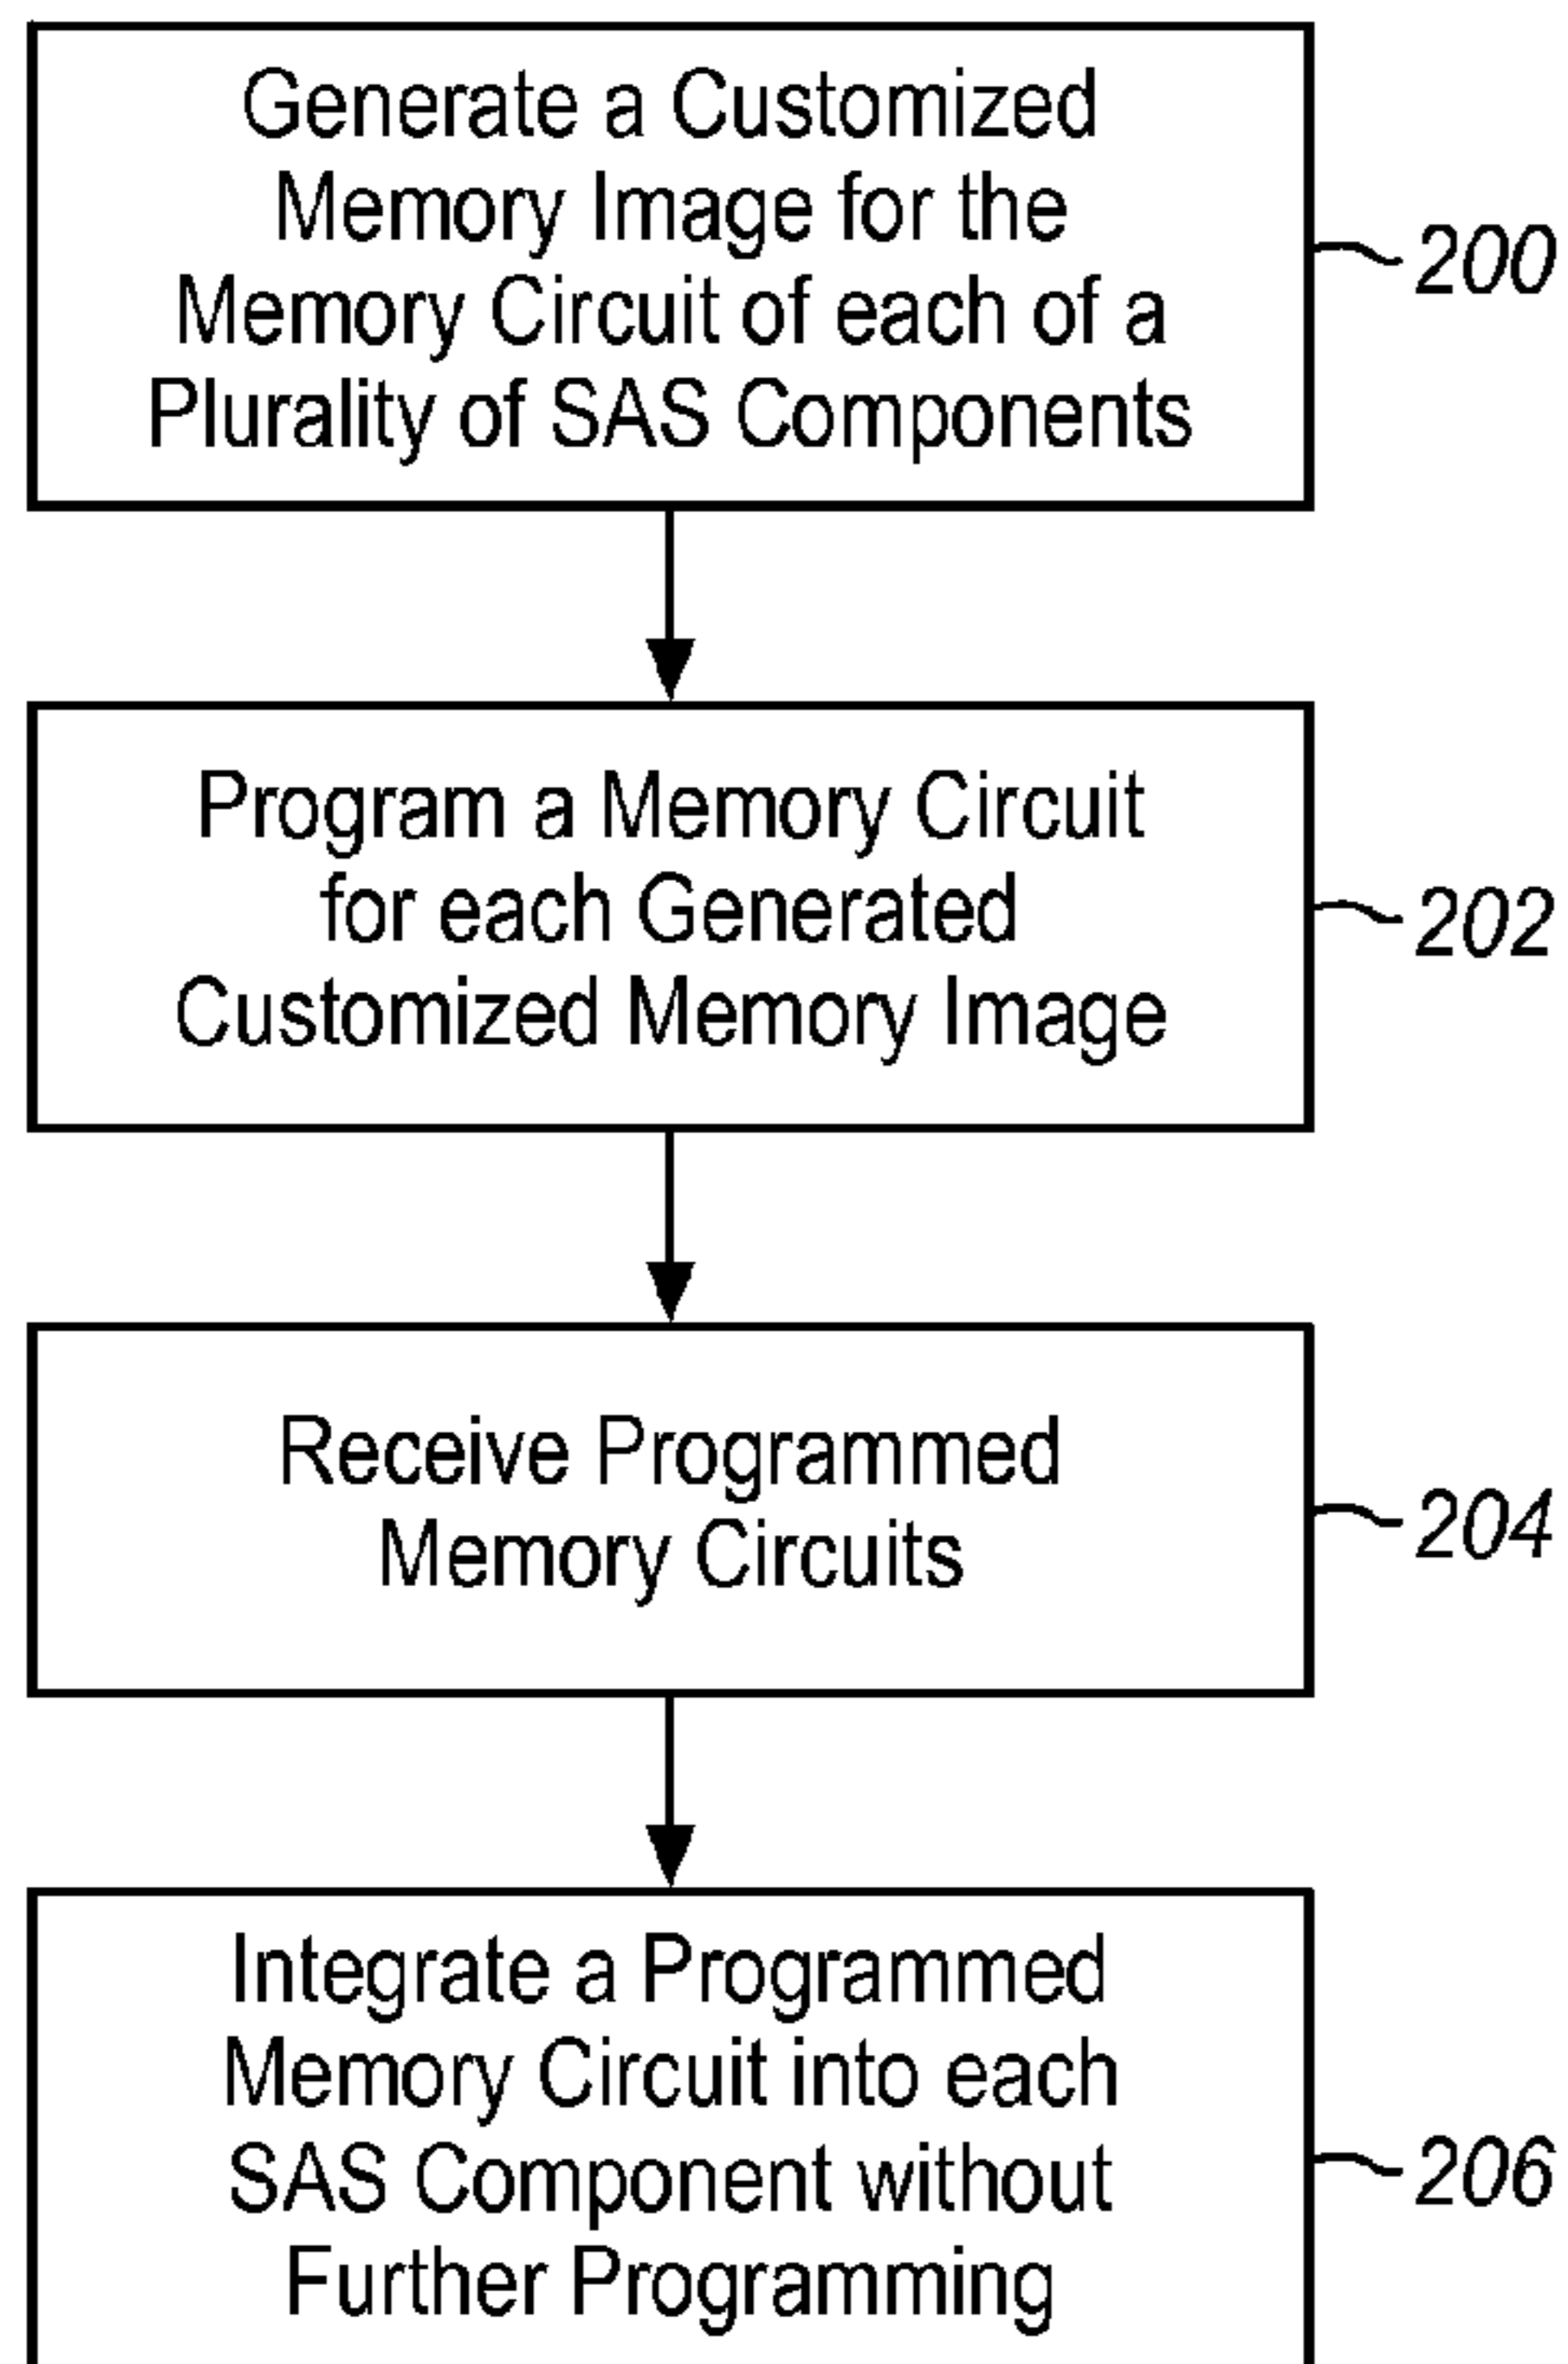 Generate a Customized
Memory Image for the
Memory Circuit of each of a
Plurality of SAS Components
200
Program a Memory Circuit
for each Generated
Customized Memory Image
202
Receive Programmed
Memory Circuits
204
Integrate a Programmed
Memory Circuit into each
SAS Component without
Further Programming
206